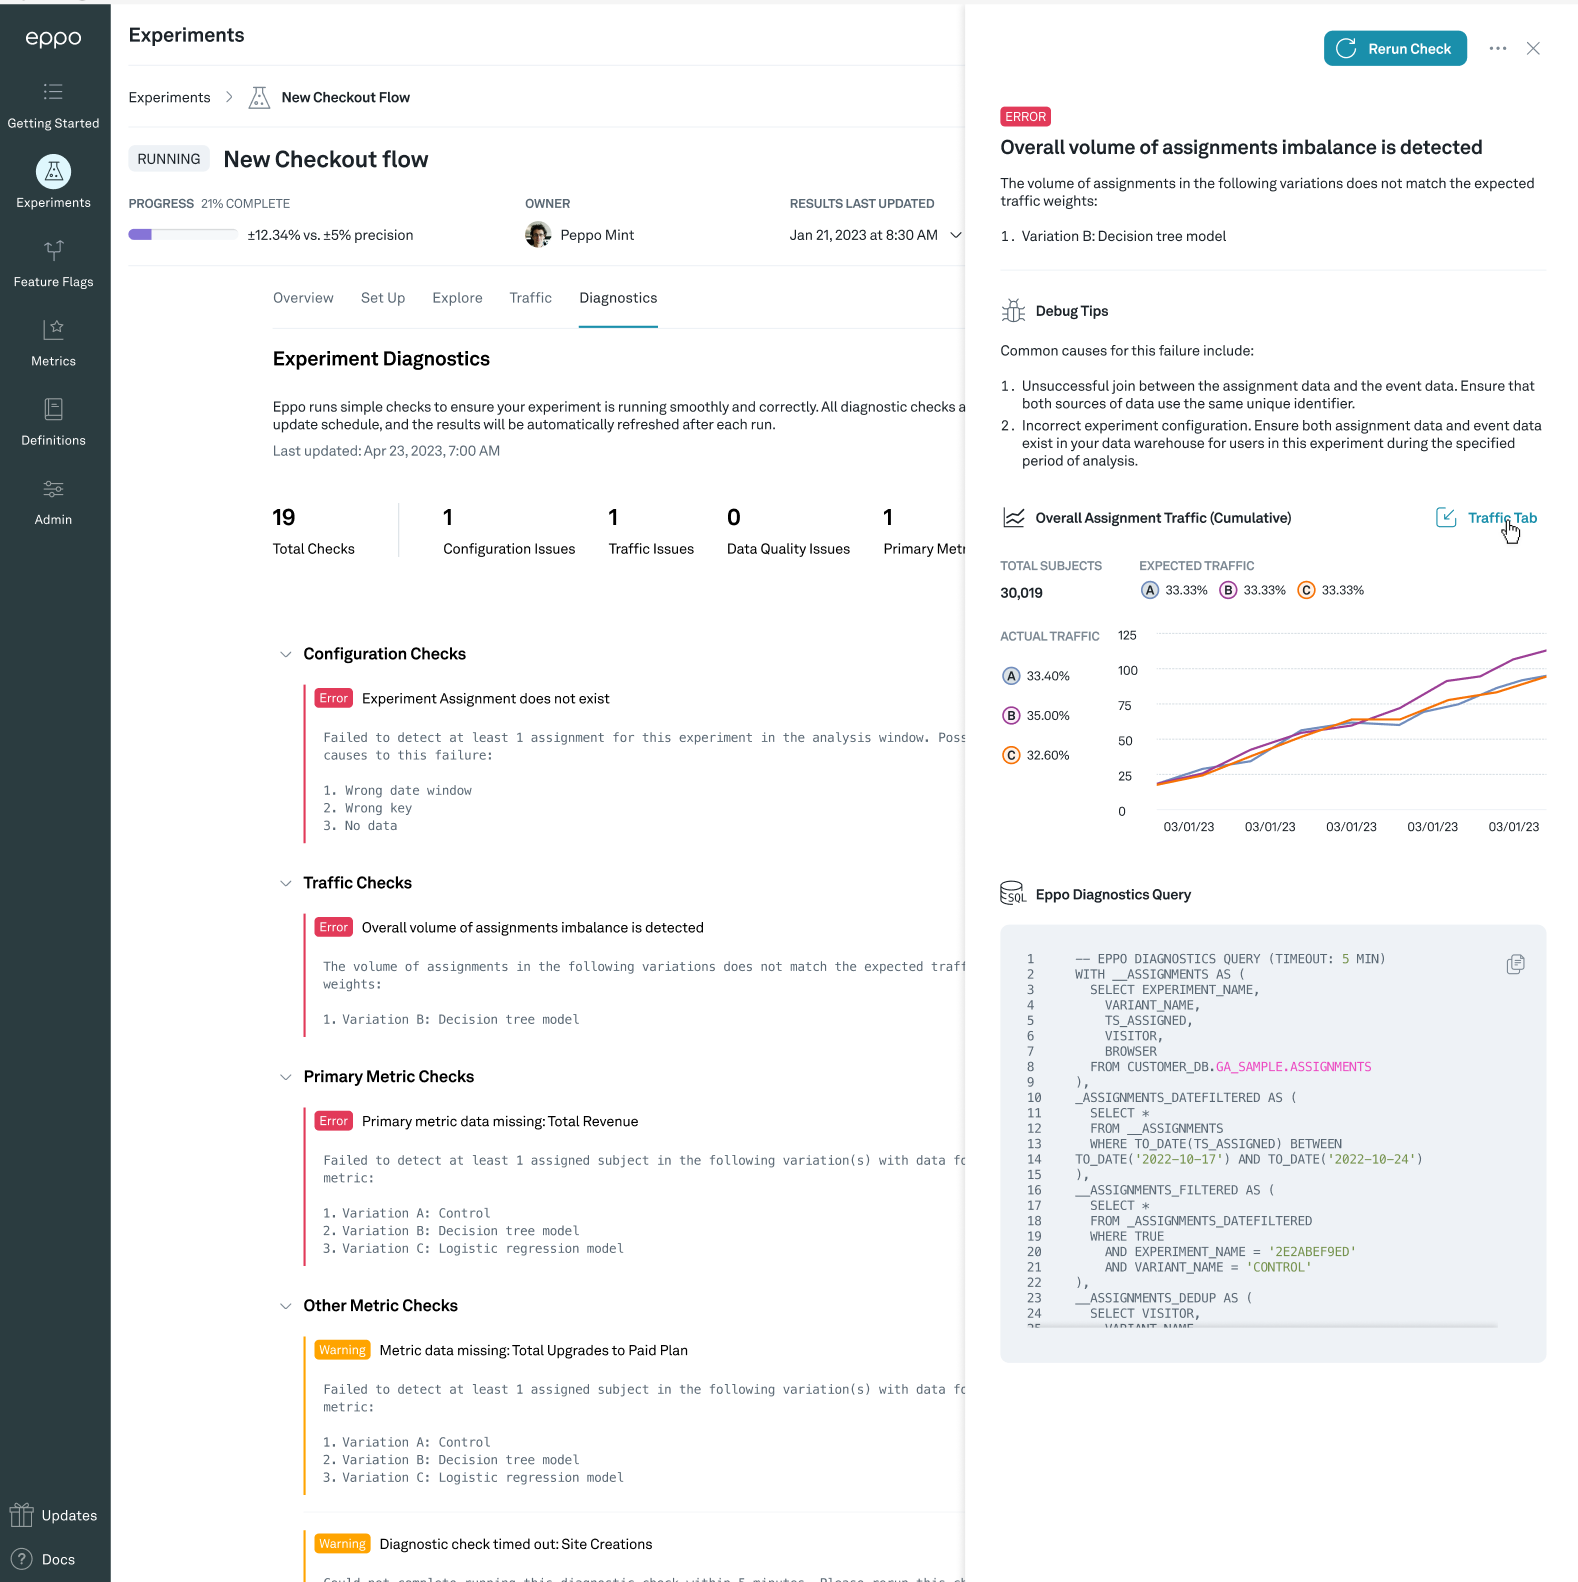 eppo
Getting Started
Experiments
Feature Flags
Metrics
Definitions
Admin
Updates
? Docs
Experiments
Experiments > New Checkout Flow
RUNNING New Checkout flow
PROGRESS 21% COMPLETE
±12.34% vs. ±5% precision
OWNER
Peppo Mint
RESULTS LAST UPDATED
Jan 21, 2023 at 8:30 AM
Overview Set Up Explore Traffic Diagnostics
Experiment Diagnostics
Eppo runs simple checks to ensure your experiment is running smoothly and correctly. All diagnostic checks a
update schedule, and the results will be automatically refreshed after each run.
Last updated: Apr 23, 2023, 7:00 AM
19
Total Checks
1
Configuration Issues
1
Traffic Issues
0
Data Quality Issues
1
Primary Metr
Configuration Checks
Error Experiment Assignment does not exist
Failed to detect at least 1 assignment for this experiment in the analysis window. Poss
causes to this failure:
1. Wrong date window
2. Wrong key
3. No data
Traffic Checks
Error Overall volume of assignments imbalance is detected
The volume of assignments in the following variations does not match the expected traff
weights:
1. Variation B: Decision tree model
Primary Metric Checks
Error Primary metric data missing: Total Revenue
Failed to detect at least 1 assigned subject in the following variation(s) with data fo
metric:
1. Variation A: Control
2. Variation B: Decision tree model
3. Variation C: Logistic regression model
Other Metric Checks
Warning Metric data missing: Total Upgrades to Paid Plan
Failed to detect at least 1 assigned subject in the following variation(s) with data fo
metric:
1. Variation A: Control
2. Variation B: Decision tree model
3. Variation C: Logistic regression model
Warning Diagnostic check timed out: Site Creations
Could not complete running this diagnostic check within 5 minutes. Please rerun this ch
Rerun Check
ERROR
Overall volume of assignments imbalance is detected
The volume of assignments in the following variations does not match the expected
traffic weights:
1. Variation B: Decision tree model
Debug Tips
Common causes for this failure include:
1. Unsuccessful join between the assignment data and the event data. Ensure that
both sources of data use the same unique identifier.
2. Incorrect experiment configuration. Ensure both assignment data and event data
exist in your data warehouse for users in this experiment during the specified
period of analysis.
Overall Assignment Traffic (Cumulative)
Traffic Tab
TOTAL SUBJECTS
30,019
EXPECTED TRAFFIC
A 33.33% B 33.33% C 33.33%
ACTUAL TRAFFIC
A 33.40%
B 35.00%
C 32.60%
125
100
75
50
25
0
03/01/23 03/01/23 03/01/23 03/01/23 03/01/23
SQL Eppo Diagnostics Query
1 -- EPPO DIAGNOSTICS QUERY (TIMEOUT: 5 MIN)
2 WITH __ASSIGNMENTS AS (
3 SELECT EXPERIMENT_NAME,
4 VARIANT_NAME,
5 TS_ASSIGNED,
6 VISITOR,
7 BROWSER
8 FROM CUSTOMER_DB.GA_SAMPLE.ASSIGNMENTS
9 ),
10 _ASSIGNMENTS_DATEFILTERED AS (
11 SELECT *
12 FROM __ASSIGNMENTS
13 WHERE TO_DATE(TS_ASSIGNED) BETWEEN
14 TO_DATE('2022-10-17') AND TO_DATE('2022-10-24')
15 ),
16 __ASSIGNMENTS_FILTERED AS (
17 SELECT *
18 FROM _ASSIGNMENTS_DATEFILTERED
19 WHERE TRUE
20 AND EXPERIMENT_NAME = '2E2ABEF9ED'
21 AND VARIANT_NAME = 'CONTROL'
22 ),
23 __ASSIGNMENTS_DEDUP AS (
24 SELECT VISITOR,
25 VARIANT_NAME